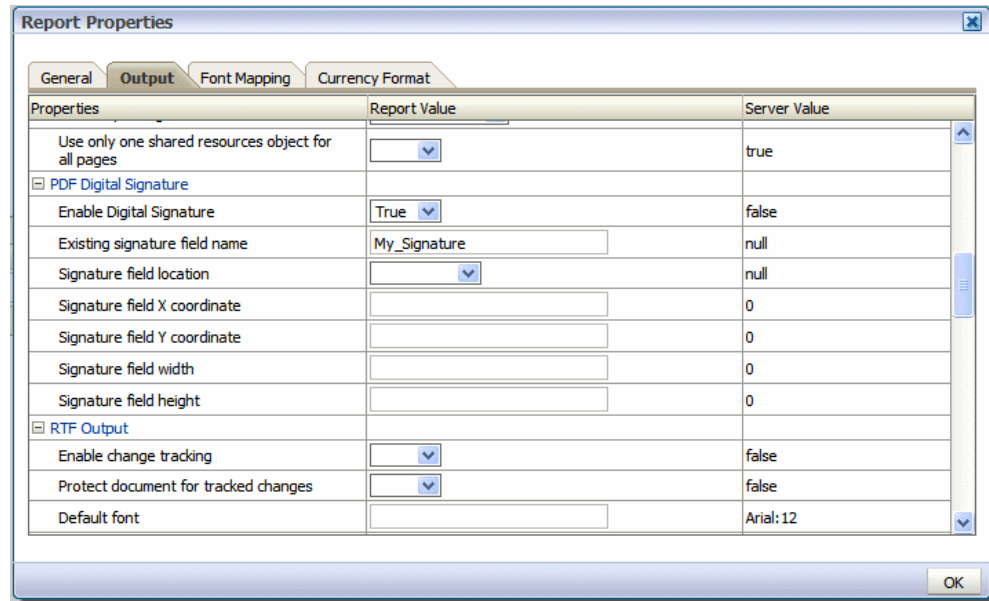 Report Properties
General Output Font Mapping Currency Format
Properties Report Value Server Value
Use only one shared resources object for
all pages
true
PDF Digital Signature
Enable Digital Signature True false
Existing signature field name My_Signature null
Signature field location null
Signature field X coordinate 0
Signature field Y coordinate 0
Signature field width 0
Signature field height 0
RTF Output
Enable change tracking false
Protect document for tracked changes false
Default font Arial:12
OK